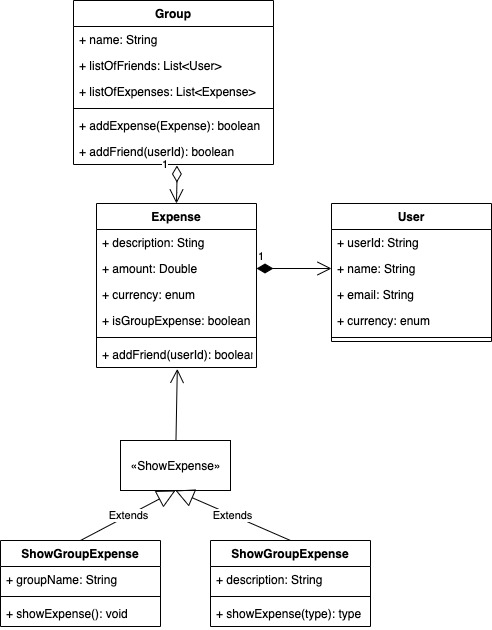 Group
+ name: String
+ listOfFriends: List<User>
+ listOfExpenses: List<Expense>
+ addExpense(Expense): boolean
+ addFriend(userId): boolean
1
Expense
+ description: Sting
+ amount: Double
+ currency: enum
+ isGroupExpense: boolean
+ addFriend(userId): boolean
1
User
+ userId: String
+ name: String
+ email: String
+ currency: enum
«ShowExpense»
Extends
Extends
ShowGroupExpense
+ groupName: String
+ showExpense(): void
ShowGroupExpense
+ description: String
+ showExpense(type): type